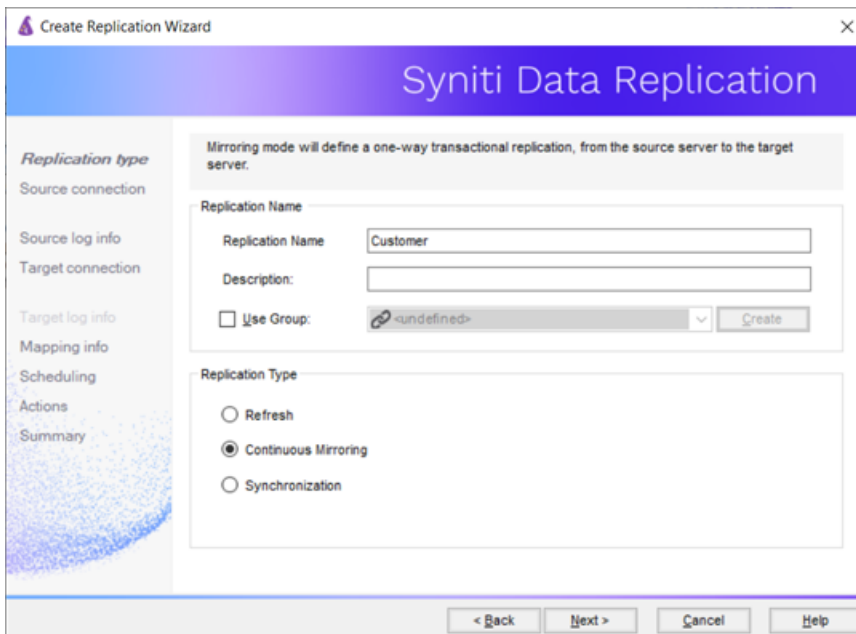 Create Replication Wizard
Syniti Data Replication
Replication type
Source connection
Source log info
Target connection
Target log info
Mapping info
Scheduling
Actions
Summary
Mirroring mode will define a one-way transactional replication, from the source server to the target
server.
Replication Name
Replication Name
Customer
Description:
Use Group:
<undefined>
Create
Replication Type
Refresh
Continuous Mirroring
Synchronization
< Back
Next >
Cancel
Help